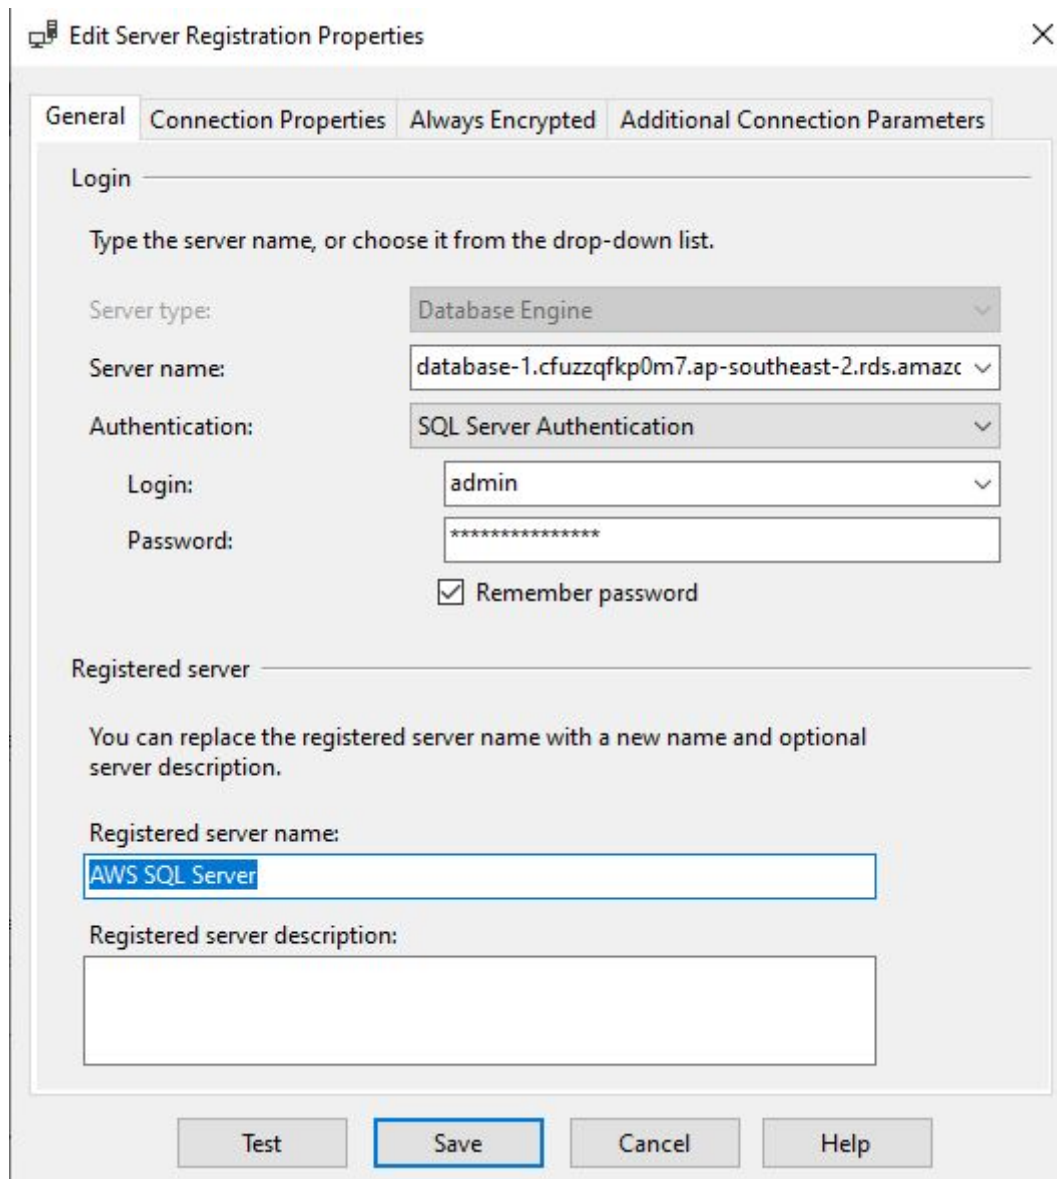 Edit Server Registration Properties
General Connection Properties Always Encrypted Additional Connection Parameters
Login
Type the server name, or choose it from the drop-down list.
Server type: Database Engine
Server name: database-1.cfuzzqfkp0m7.ap-southeast-2.rds.amazc
Authentication: SQL Server Authentication
Login: admin
Password: ***************
Remember password
Registered server
You can replace the registered server name with a new name and optional
server description.
Registered server name:
AWS SQL Server
Registered server description:
Test Save Cancel Help